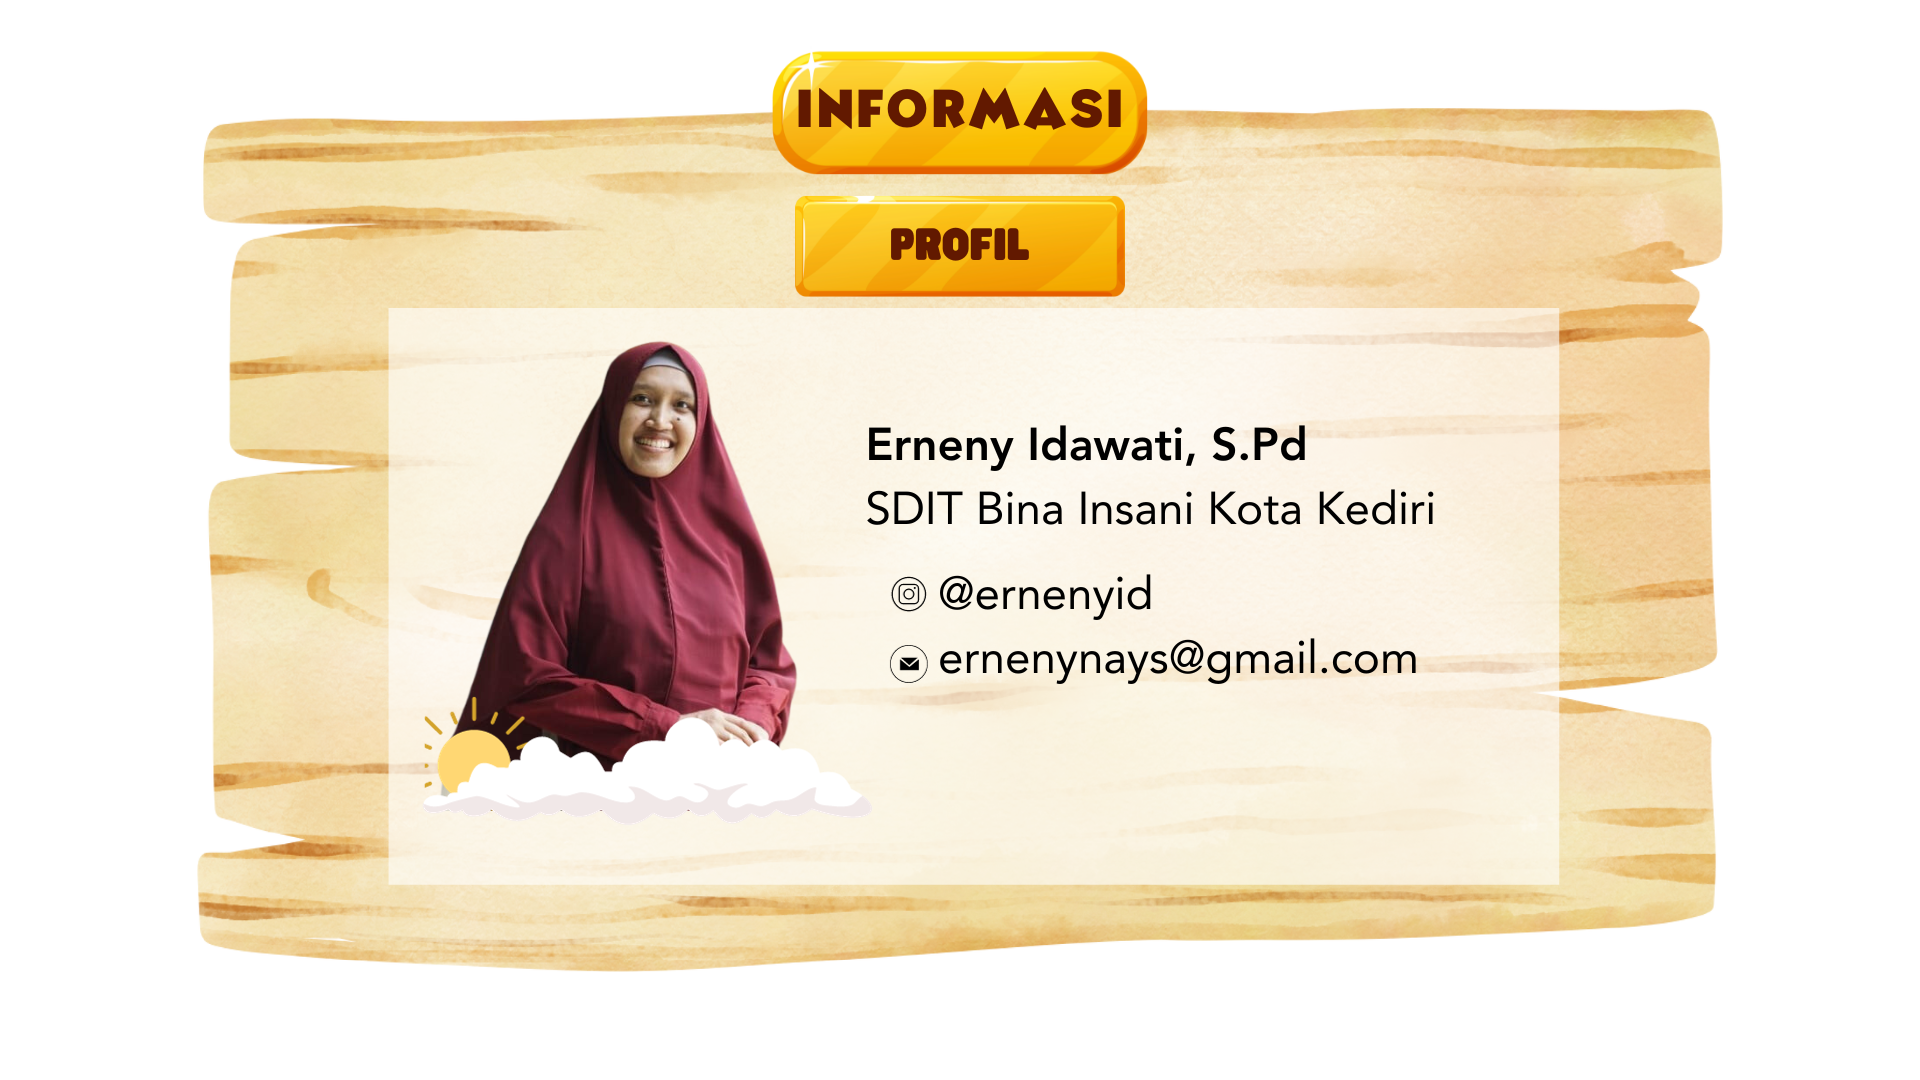 INFORMASI
PROFIL
Erneny Idawati, S.Pd
SDIT Bina Insani Kota Kediri
@ernenyid
ernenynays@gmail.com